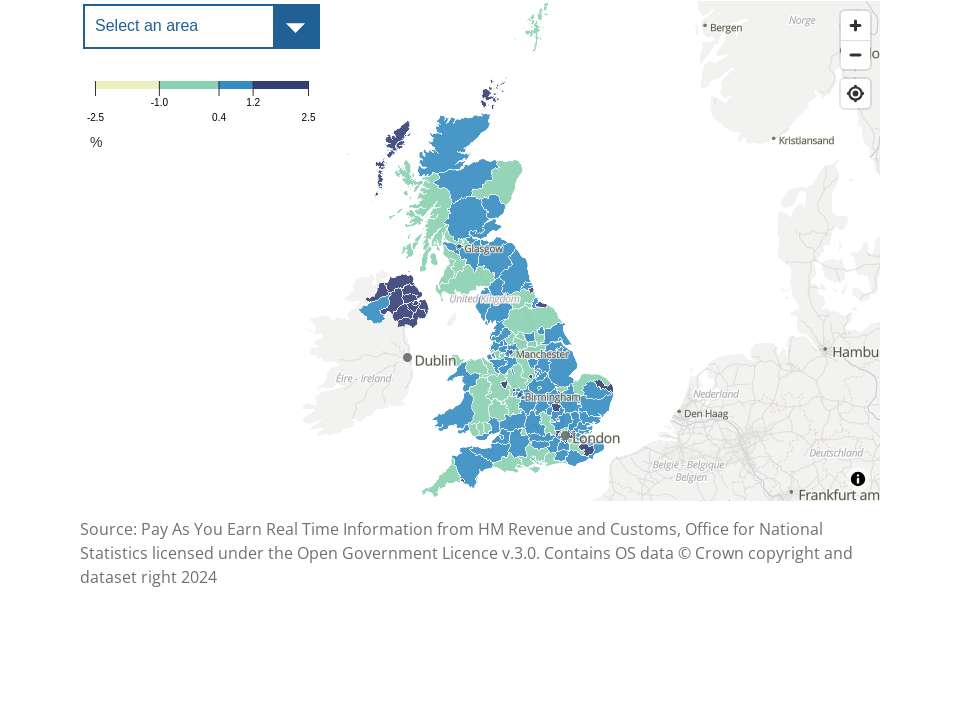 Select an area
-2.5
-1.0
0.4
1.2
2.5
%
Bergen
Norge
Kristiansand
Glasgow
United Kingdom
Dublin
Éire - Ireland
Manchester
Birmingham
London
Hambu
Nederland
Den Haag
België - Belgique
Belgien
Deutschland
Frankfurt am
Source: Pay As You Earn Real Time Information from HM Revenue and Customs, Office for National
Statistics licensed under the Open Government Licence v.3.0. Contains OS data © Crown copyright and
dataset right 2024